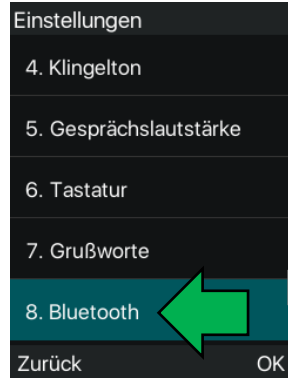 Einstellungen
4. Klingelton
5. Gesprächslautstärke
6. Tastatur
7. Grußworte
8. Bluetooth
Zurück OK